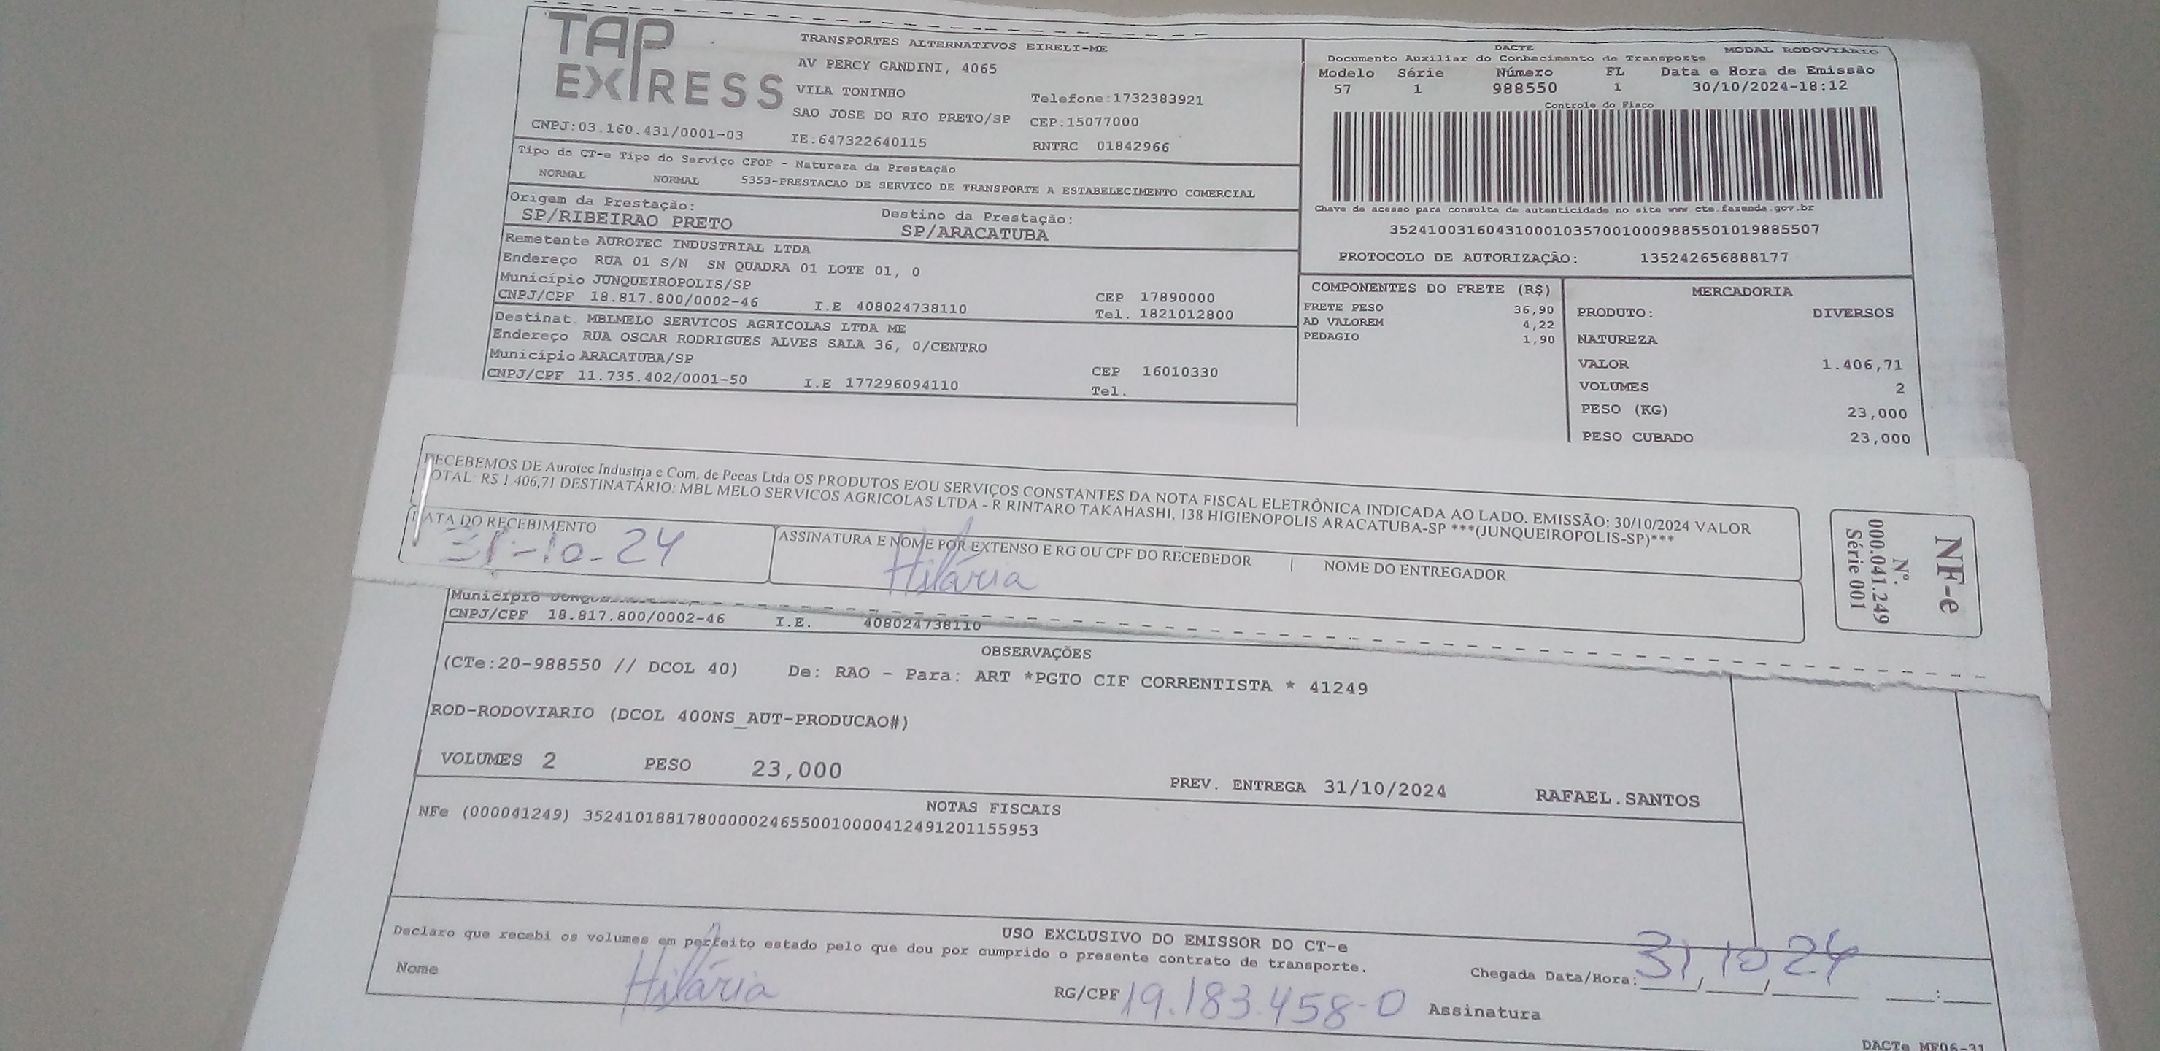 TAP EXPRESS
TRANSPORTES ALTERNATIVOS EIRELI-ME
AV PERCY GANDINI, 4065
VILA TONINHO Telefone:1732383921
SAO JOSE DO RIO PRETO/SP CEP:15077000
CNPJ:03.160.431/0001-03 IE.647322640115 RNTRC 01842966
Tipo do CT-e Tipo do Serviço CFOP - Natureza da Prestação
NORMAL NORMAL 5353-PRESTACAO DE SERVICO DE TRANSPORTE A ESTABELECIMENTO COMERCIAL
Origem da Prestação: Destino da Prestação:
SP/RIBEIRAO PRETO SP/ARACATUBA
Remetente AUROTEC INDUSTRIAL LTDA
Endereço RUA 01 S/N SN QUADRA 01 LOTE 01, 0
Município JUNQUEIROPOLIS/SP CEP 17890000
CNPJ/CPF 18.817.800/0002-46 I.E 408024738110 Tel. 1821012800
Destinat. MBLMELO SERVICOS AGRICOLAS LTDA ME
Endereço RUA OSCAR RODRIGUES ALVES SALA 36, 0/CENTRO
Município ARACATUBA/SP CEP 16010330
CNPJ/CPF 11.735.402/0001-50 I.E 177296094110 Tel.
DACTE MODAL RODOVIARIO
Documento Auxiliar do Conhecimento de Transporte
Modelo Série Número FL Data e Hora de Emissão
57 1 988550 1 30/10/2024-18:12
Controle do Fisco
Chave de acesso para consulta de autenticidade no site www.cte.fazenda.gov.br
35241003160431000103570010009885501019885507
PROTOCOLO DE AUTORIZAÇÃO: 135242656888177
COMPONENTES DO FRETE (R$)
FRETE PESO 36,90
AD VALOREM 4,22
PEDAGIO 1,90
MERCADORIA
PRODUTO: DIVERSOS
NATUREZA
VALOR 1.406,71
VOLUMES 2
PESO (KG) 23,000
PESO CUBADO 23,000
RECEBEMOS DE Aurotec Industria e Com. de Pecas Ltda OS PRODUTOS E/OU SERVIÇOS CONSTANTES DA NOTA FISCAL ELETRÔNICA INDICADA AO LADO. EMISSÃO: 30/10/2024 VALOR
TOTAL: R$ 1.406,71 DESTINATÁRIO: MBL MELO SERVICOS AGRICOLAS LTDA - R RINTARO TAKAHASHI, 138 HIGIENOPOLIS ARACATUBA-SP ***(JUNQUEIROPOLIS-SP)***
DATA DO RECEBIMENTO ASSINATURA E NOME POR EXTENSO E RG OU CPF DO RECEBEDOR NOME DO ENTREGADOR
31-10-24 Hilária
NF-e
Nº.
000.041.249
Série 001
Município
CNPJ/CPF 18.817.800/0002-46 I.E. 408024738110
OBSERVAÇÕES
(CTe:20-988550 // DCOL 40) De: RAO - Para: ART *PGTO CIF CORRENTISTA * 41249
ROD-RODOVIARIO (DCOL 400NS_AUT-PRODUCAO#)
VOLUMES 2 PESO 23,000 PREV. ENTREGA 31/10/2024 RAFAEL.SANTOS
NOTAS FISCAIS
NFe (000041249) 35241018817800000246550010000412491201155953
USO EXCLUSIVO DO EMISSOR DO CT-e
Declaro que recebi os volumes em perfeito estado pelo que dou por cumprido o presente contrato de transporte.
Nome Hilária RG/CPF 19.183.458-0 Assinatura
Chegada Data/Hora: 31/10/24 __:__
DACTe MF06-31